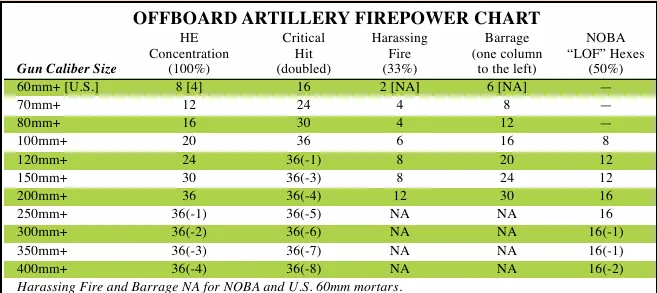 OFFBOARD ARTILLERY FIREPOWER CHART
HE Critical Harassing Barrage NOBA
Concentration Hit Fire (one column “LOF” Hexes
Gun Caliber Size (100%) (doubled) (33%) to the left) (50%)
60mm+ [U.S.] 8 [4] 16 2 [NA] 6 [NA] —
70mm+ 12 24 4 8 —
80mm+ 16 30 4 12 —
100mm+ 20 36 6 16 8
120mm+ 24 36(-1) 8 20 12
150mm+ 30 36(-3) 8 24 12
200mm+ 36 36(-4) 12 30 16
250mm+ 36(-1) 36(-5) NA NA 16
300mm+ 36(-2) 36(-6) NA NA 16(-1)
350mm+ 36(-3) 36(-7) NA NA 16(-1)
400mm+ 36(-4) 36(-8) NA NA 16(-2)
Harassing Fire and Barrage NA for NOBA and U.S. 60mm mortars.